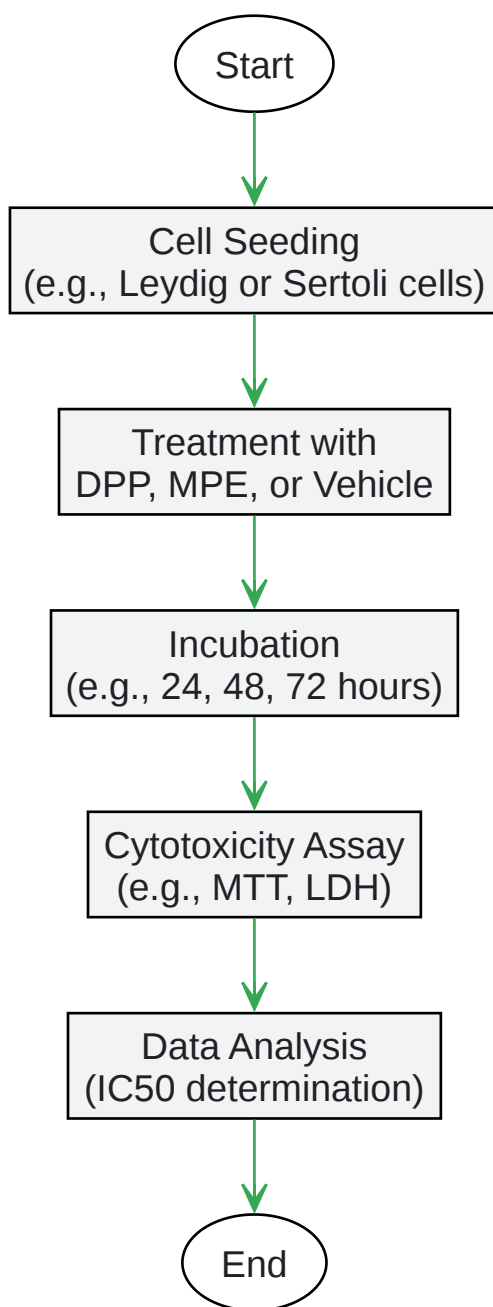 Start
Cell Seeding
(e.g., Leydig or Sertoli cells)
Treatment with
DPP, MPE, or Vehicle
Incubation
(e.g., 24, 48, 72 hours)
Cytotoxicity Assay
(e.g., MTT, LDH)
Data Analysis
(IC50 determination)
End